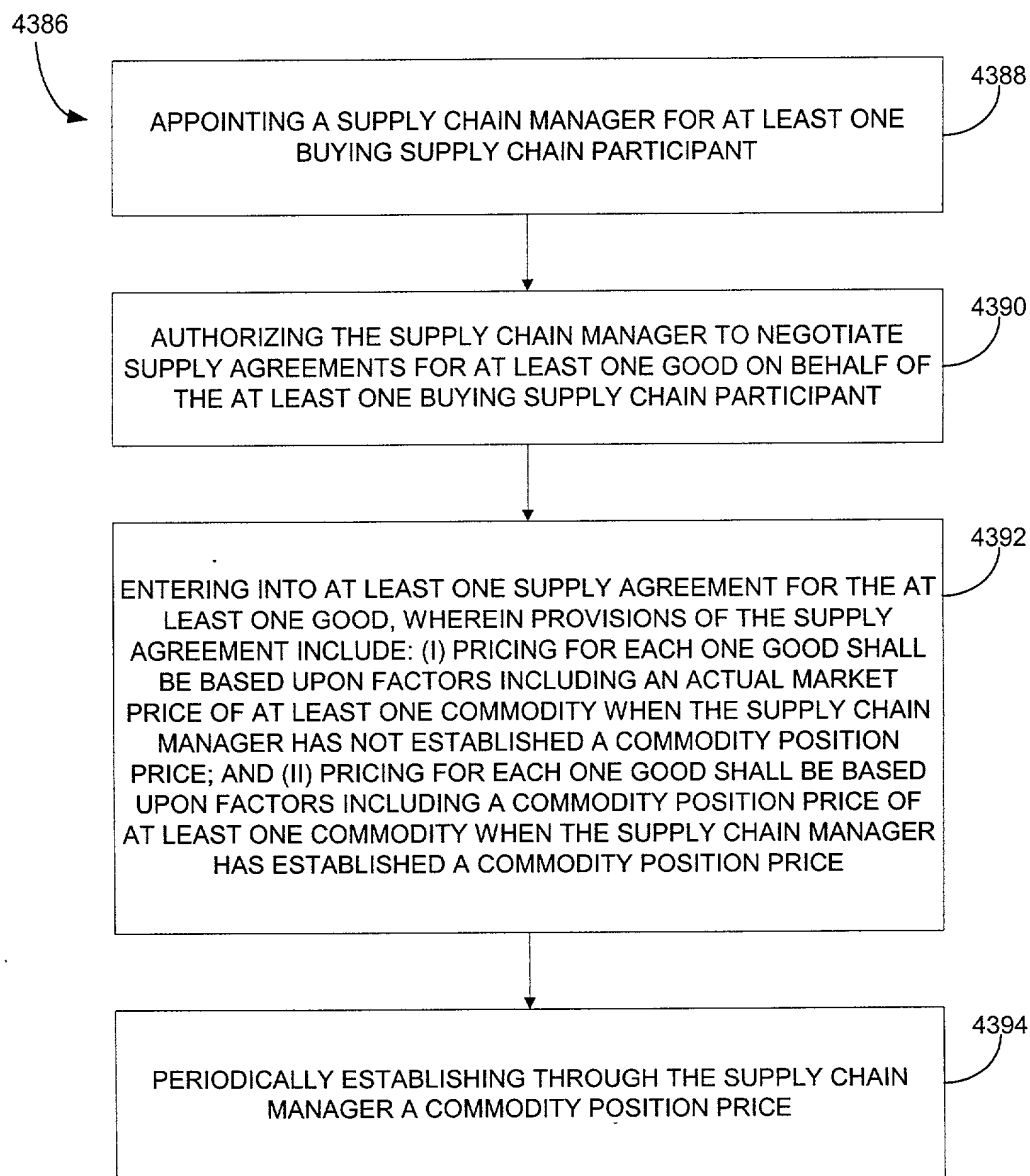 4386
4388
APPOINTING A SUPPLY CHAIN MANAGER FOR AT LEAST ONE
BUYING SUPPLY CHAIN PARTICIPANT
4390
AUTHORIZING THE SUPPLY CHAIN MANAGER TO NEGOTIATE
SUPPLY AGREEMENTS FOR AT LEAST ONE GOOD ON BEHALF OF
THE AT LEAST ONE BUYING SUPPLY CHAIN PARTICIPANT
4392
ENTERING INTO AT LEAST ONE SUPPLY AGREEMENT FOR THE AT
LEAST ONE GOOD, WHEREIN PROVISIONS OF THE SUPPLY
AGREEMENT INCLUDE: (I) PRICING FOR EACH ONE GOOD SHALL
BE BASED UPON FACTORS INCLUDING AN ACTUAL MARKET
PRICE OF AT LEAST ONE COMMODITY WHEN THE SUPPLY CHAIN
MANAGER HAS NOT ESTABLISHED A COMMODITY POSITION
PRICE; AND (II) PRICING FOR EACH ONE GOOD SHALL BE BASED
UPON FACTORS INCLUDING A COMMODITY POSITION PRICE OF
AT LEAST ONE COMMODITY WHEN THE SUPPLY CHAIN MANAGER
HAS ESTABLISHED A COMMODITY POSITION PRICE
4394
PERIODICALLY ESTABLISHING THROUGH THE SUPPLY CHAIN
MANAGER A COMMODITY POSITION PRICE